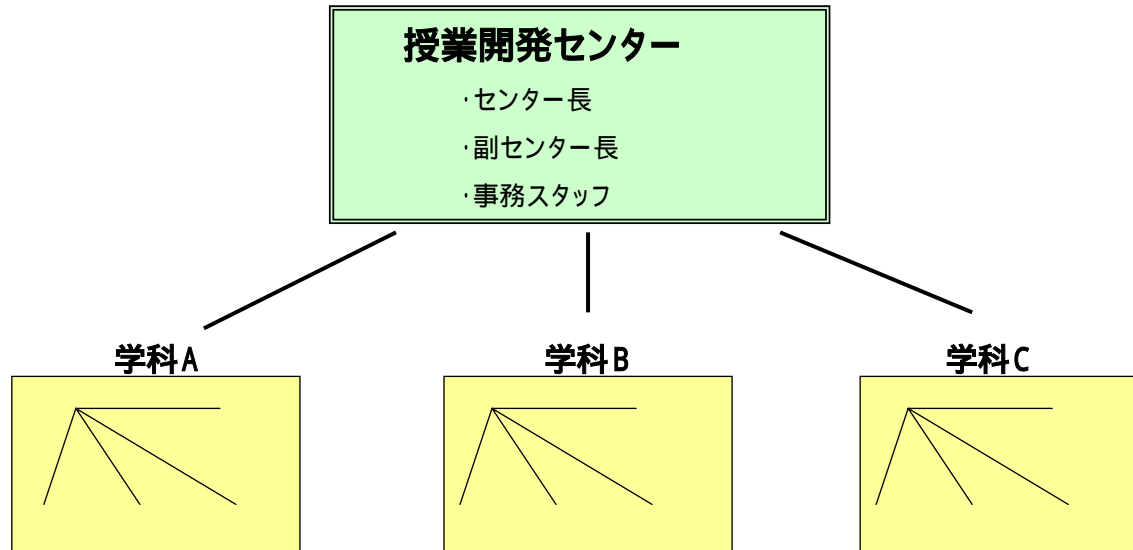 授業開発センター
・センター長
・副センター長
・事務スタッフ
学科A
学科B
学科C